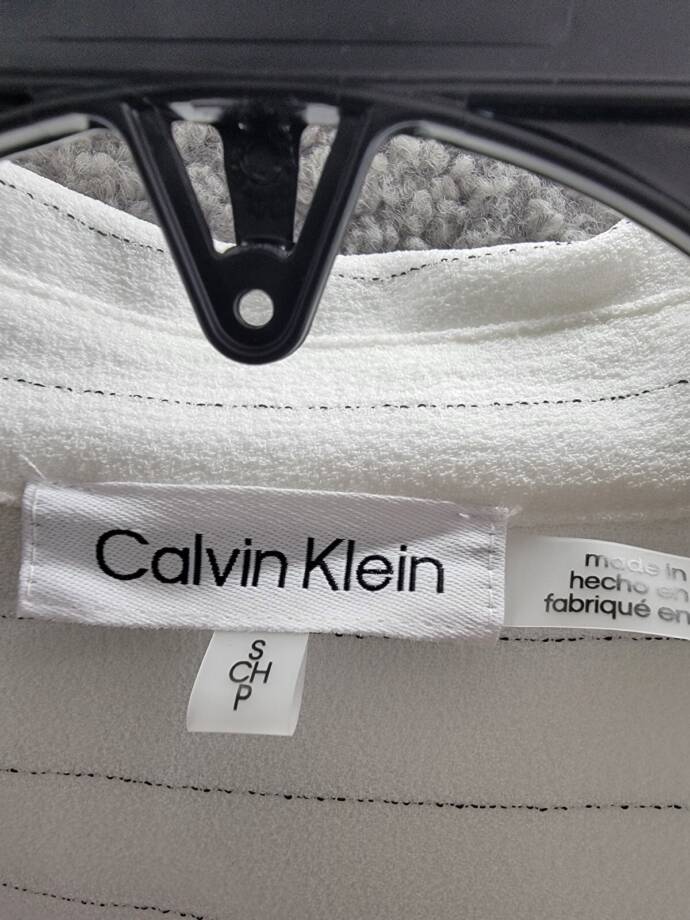 Calvin Klein
made in
hecho en
fabriqué en
S
CH
P